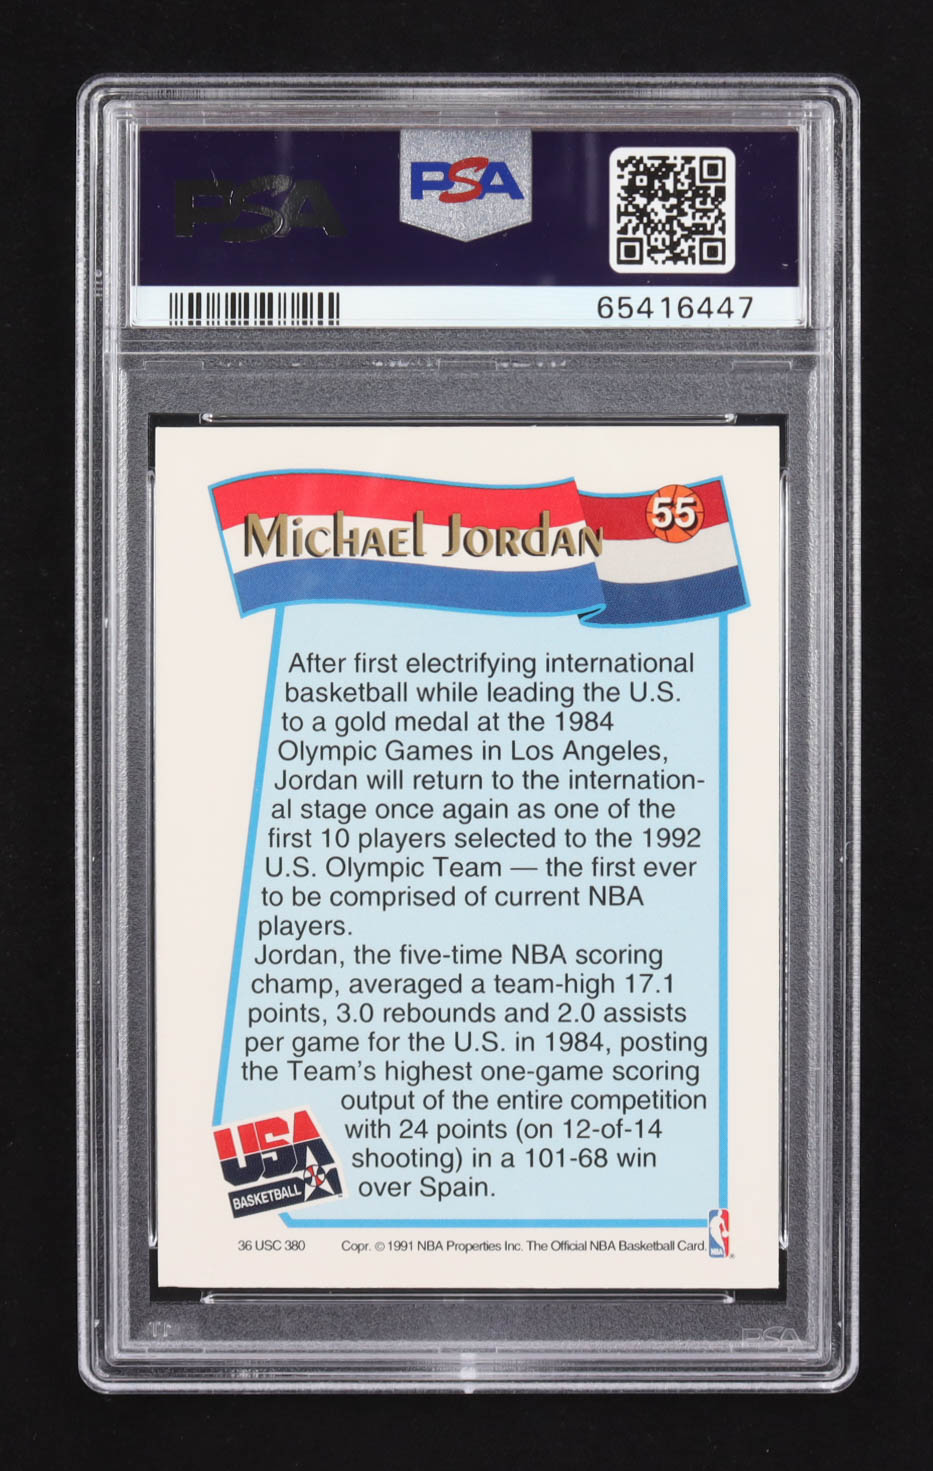 PSA
PSA
65416447
Michael Jordan
55
After first electrifying international
basketball while leading the U.S.
to a gold medal at the 1984
Olympic Games in Los Angeles,
Jordan will return to the internation-
al stage once again as one of the
first 10 players selected to the 1992
U.S. Olympic Team — the first ever
to be comprised of current NBA
players.
Jordan, the five-time NBA scoring
champ, averaged a team-high 17.1
points, 3.0 rebounds and 2.0 assists
per game for the U.S. in 1984, posting
the Team's highest one-game scoring
output of the entire competition
with 24 points (on 12-of-14
shooting) in a 101-68 win
over Spain.
USA
BASKETBALL
36 USC 380
Copr. © 1991 NBA Properties Inc. The Official NBA Basketball Card.
NBA
PSA